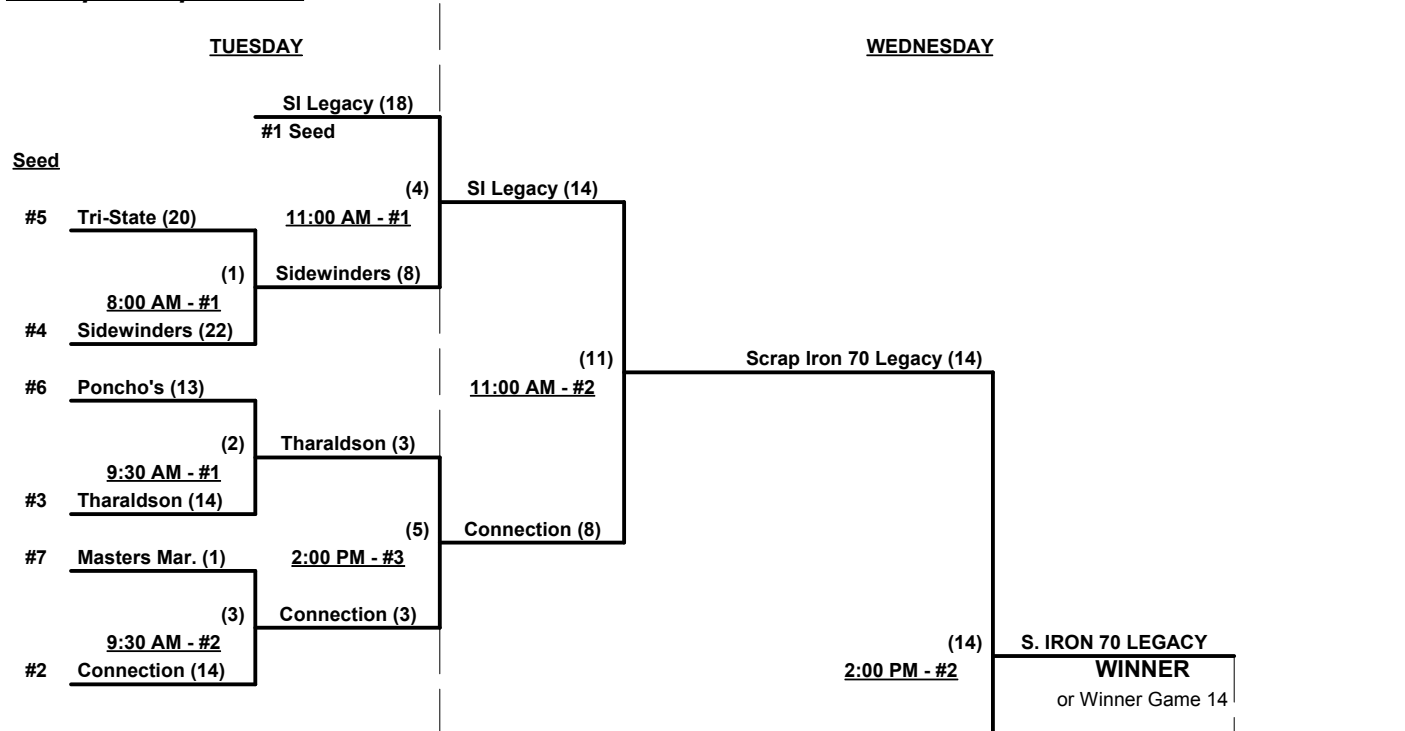 TUESDAY
WEDNESDAY
SI Legacy (18)
#1 Seed
Seed
(4)
SI Legacy (14)
#5 Tri-State (20)
11:00 AM - #1
(1)
Sidewinders (8)
8:00 AM - #1
#4 Sidewinders (22)
(11)
Scrap Iron 70 Legacy (14)
#6 Poncho's (13)
11:00 AM - #2
(2)
Tharaldson (3)
9:30 AM - #1
#3 Tharaldson (14)
(5)
Connection (8)
#7 Masters Mar. (1)
2:00 PM - #3
(3)
Connection (3)
9:30 AM - #2
(14)
S. IRON 70 LEGACY
#2 Connection (14)
2:00 PM - #2
WINNER
or Winner Game 14